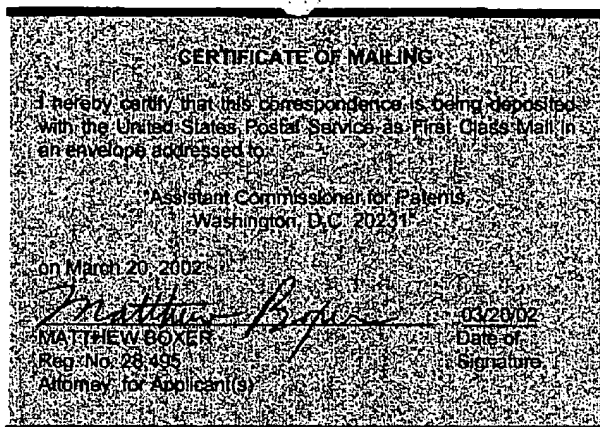 CERTIFICATE OF MAILING
I hereby certify that this correspondence is being deposited
with the United States Postal Service as First Class Mail in
an envelope addressed to:
"Assistant Commissioner for Patents,
Washington, D.C. 20231"
on March 20, 2002.
Matthew Boxer 03/20/02
MATTHEW BOXER Date of
Reg. No. 28,495 Signature
Attorney for Applicant(s)